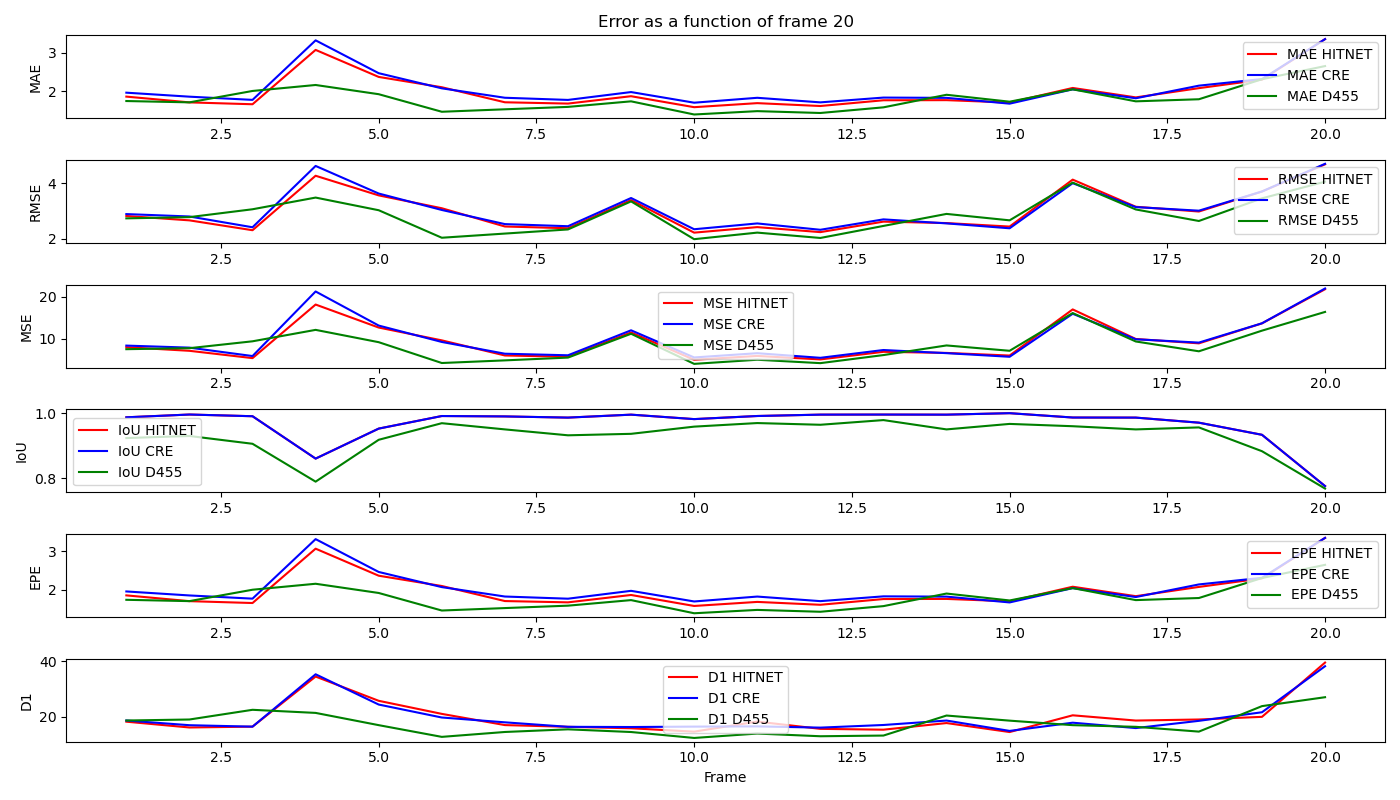 Error as a function of frame 20
MAE
3
2
MAE HITNET
MAE CRE
MAE D455
2.5 5.0 7.5 10.0 12.5 15.0 17.5 20.0
RMSE
4
2
RMSE HITNET
RMSE CRE
RMSE D455
2.5 5.0 7.5 10.0 12.5 15.0 17.5 20.0
MSE
20
10
MSE HITNET
MSE CRE
MSE D455
2.5 5.0 7.5 10.0 12.5 15.0 17.5 20.0
IoU
1.0
0.8
IoU HITNET
IoU CRE
IoU D455
2.5 5.0 7.5 10.0 12.5 15.0 17.5 20.0
EPE
3
2
EPE HITNET
EPE CRE
EPE D455
2.5 5.0 7.5 10.0 12.5 15.0 17.5 20.0
D1
40
20
D1 HITNET
D1 CRE
D1 D455
2.5 5.0 7.5 10.0 12.5 15.0 17.5 20.0
Frame